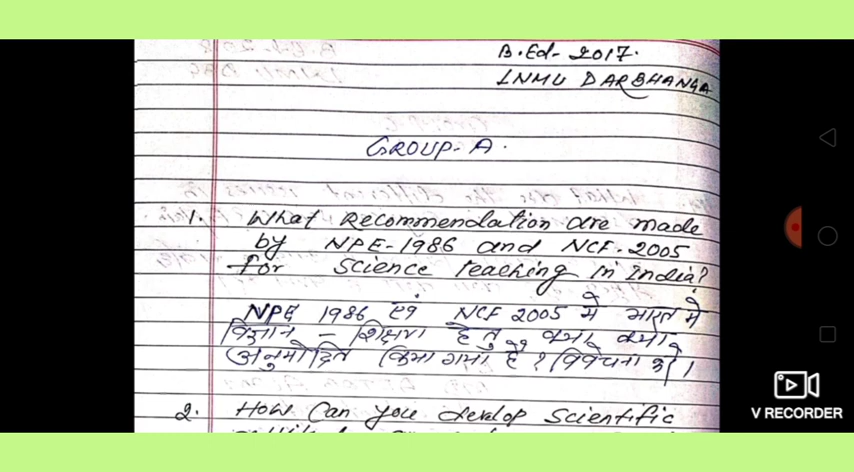 B.Ed- 2017.
LNMU DARBHANGA
GROUP-A.
1. What Recommendation are made
by NPE-1986 and NCF-2005
for Science Teaching in India?
NPE 1986 एवं NCF 2005 में भारत में
विज्ञान - शिक्षण हेतु क्या क्या
अनुमोदित किया गया है? विवेचना करें।
2. How Can you develop Scientific
V RECORDER